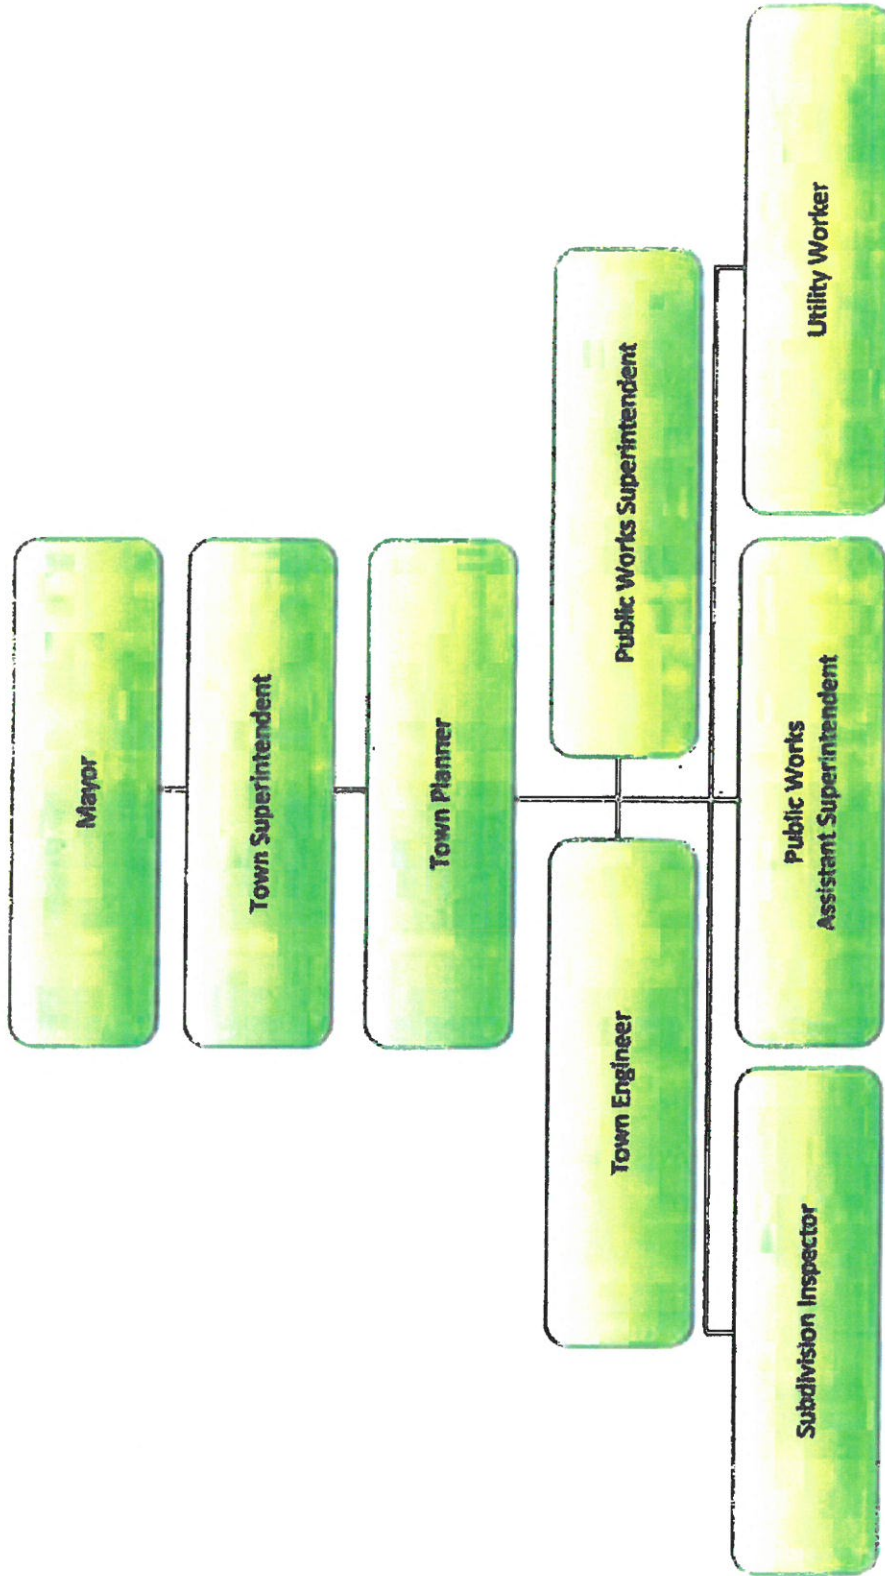 Mayor
Town Superintendent
Town Planner
Town Engineer
Public Works Superintendent
Subdivision Inspector
Public Works
Assistant Superintendent
Utility Worker